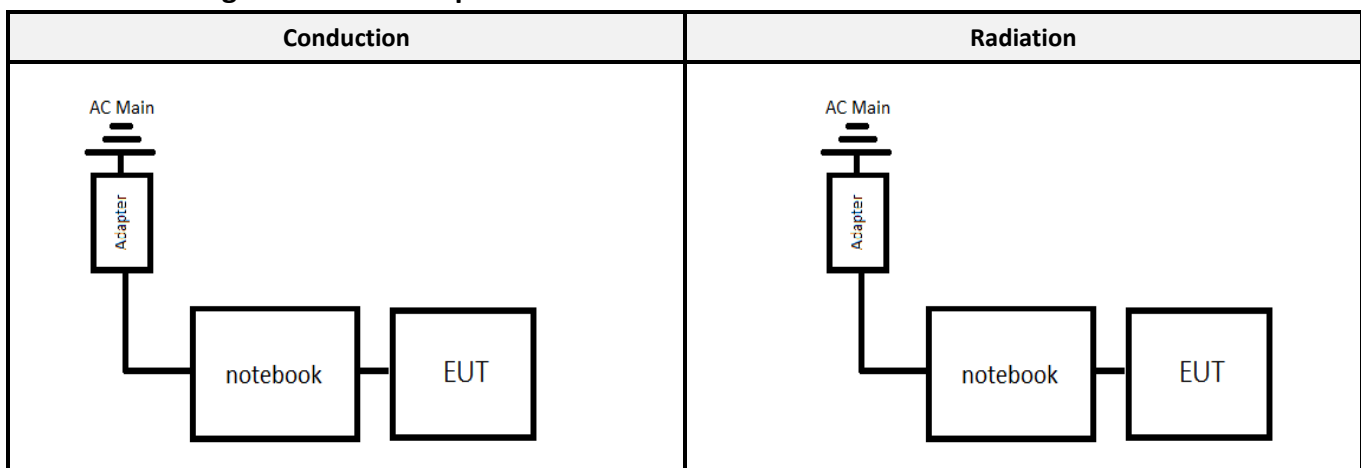 Conduction
Radiation
AC Main
Adapter
notebook
EUT
AC Main
Adapter
notebook
EUT